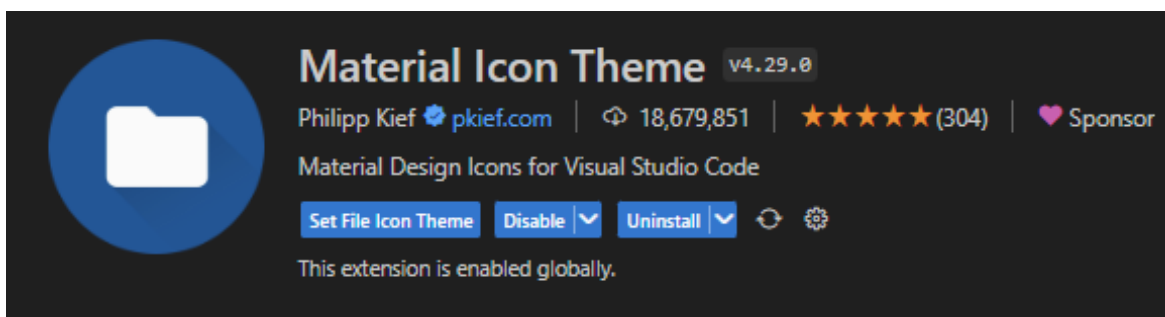 Material Icon Theme v4.29.0
Philipp Kief pkief.com 18,679,851 (304) Sponsor
Material Design Icons for Visual Studio Code
Set File Icon Theme Disable Uninstall
This extension is enabled globally.